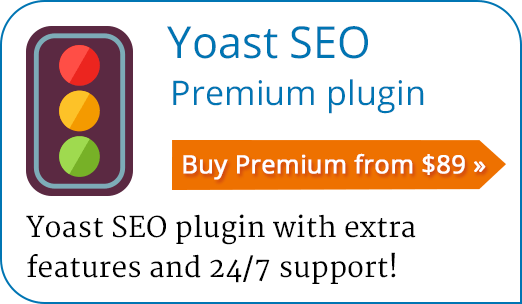 Yoast SEO
Premium plugin
Buy Premium from $89 »
Yoast SEO plugin with extra
features and 24/7 support!